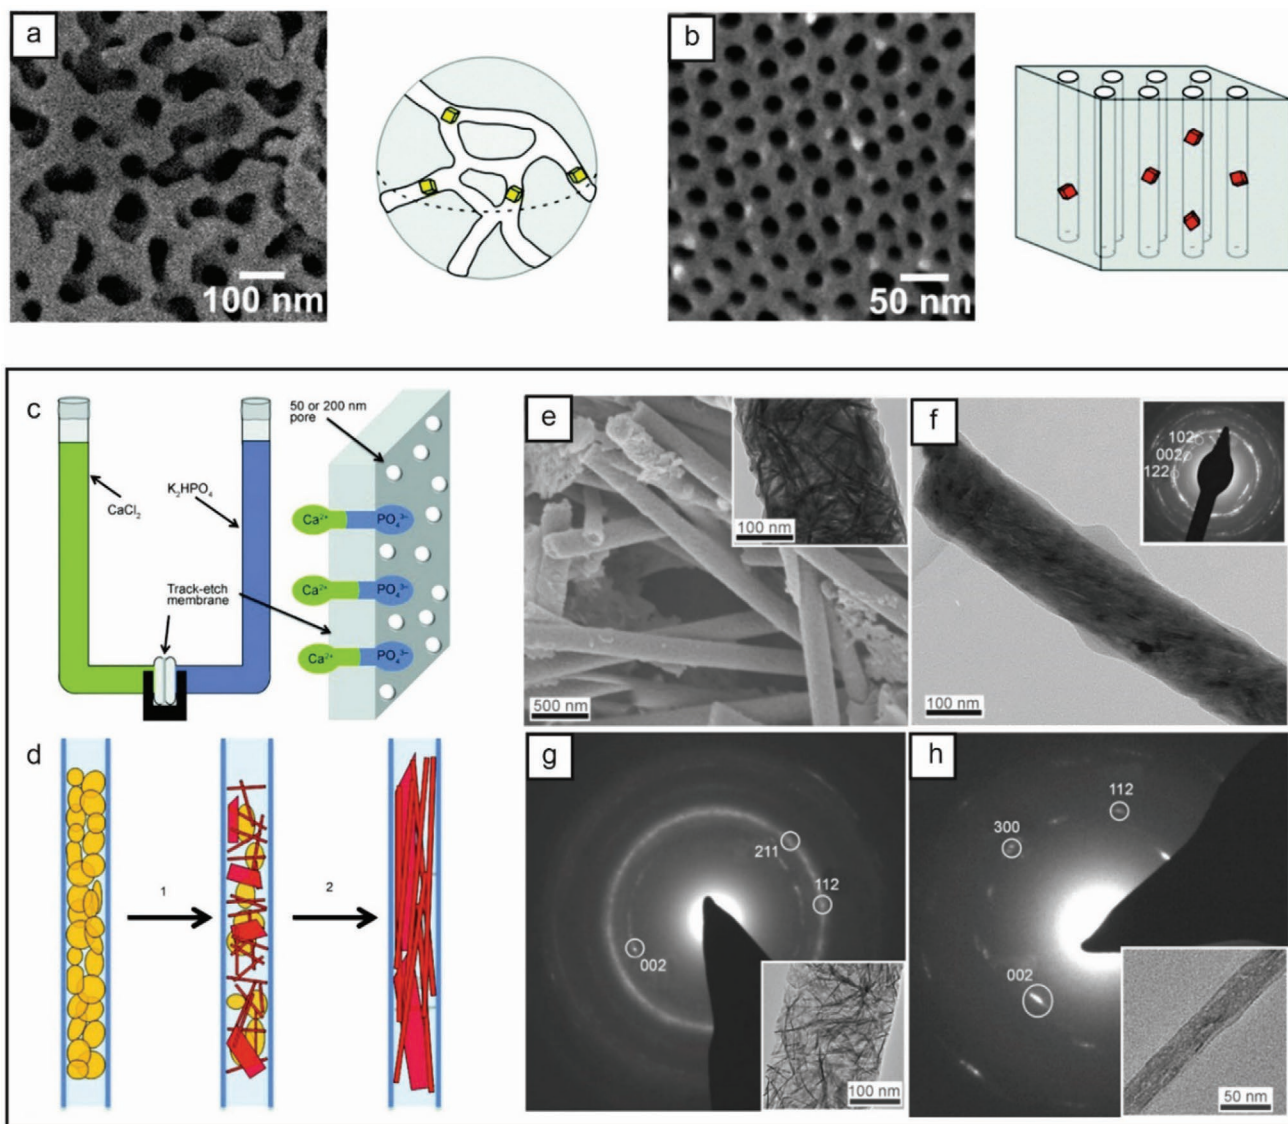 a
100 nm
b
50 nm
c
CaCl₂
K₂HPO₄
Track-etch
membrane
50 or 200 nm
pore
Ca²⁺ PO₄³⁻
Ca²⁺ PO₄³⁻
Ca²⁺ PO₄³⁻
d
1
2
e
100 nm
500 nm
f
102
002
122
100 nm
g
211
112
002
100 nm
h
112
300
002
50 nm